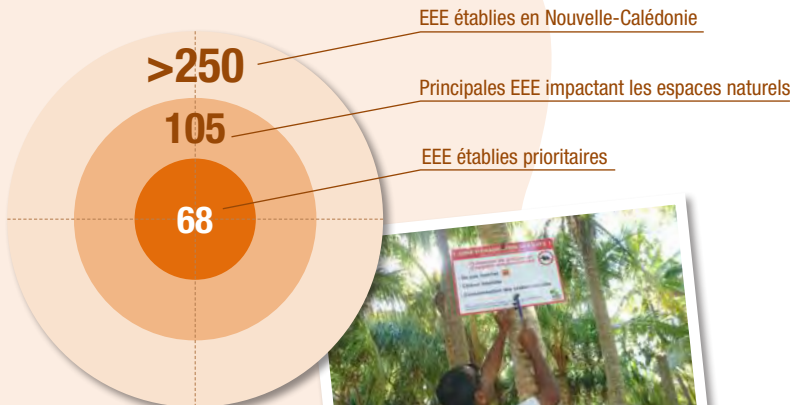 EEE établies en Nouvelle-Calédonie
>250
Principales EEE impactant les espaces naturels
105
EEE établies prioritaires
68